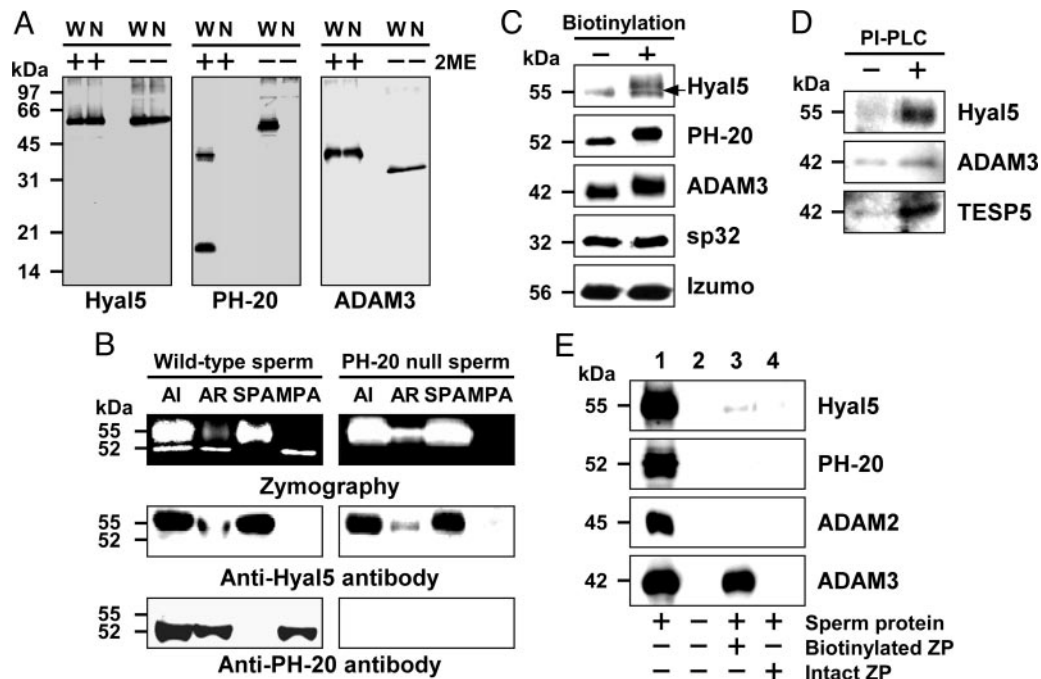 A
W N W N W N W N W N W N
+ + − − + + − − + + − − 2ME
kDa
97
66
45
31
21
14
Hyal5 PH-20 ADAM3
B
Wild-type sperm PH-20 null sperm
AI AR SPA MPA AI AR SPA MPA
kDa
55
52
Zymography
55
52
Anti-Hyal5 antibody
55
52
Anti-PH-20 antibody
C
Biotinylation
kDa − +
55 Hyal5
52 PH-20
42 ADAM3
32 sp32
56 Izumo
D
PI-PLC
kDa − +
55 Hyal5
42 ADAM3
42 TESP5
E
1 2 3 4
kDa
55 Hyal5
52 PH-20
45 ADAM2
42 ADAM3
+ − + + Sperm protein
− − + − Biotinylated ZP
− − − + Intact ZP